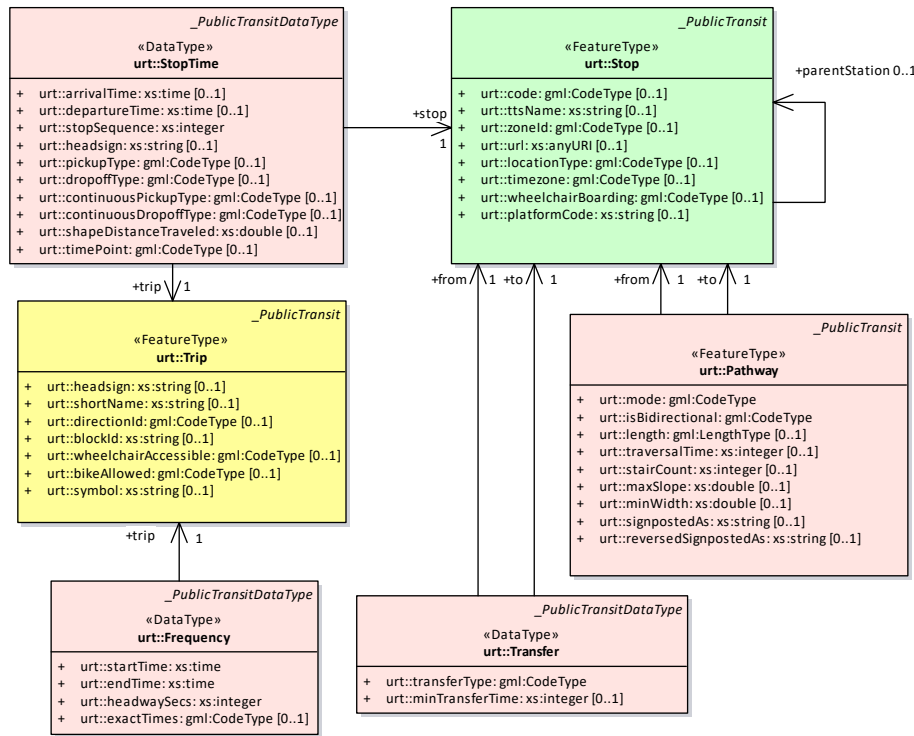 _PublicTransitDataType
«DataType»
urt::StopTime
+ urt::arrivalTime: xs:time [0..1]
+ urt::departureTime: xs:time [0..1]
+ urt::stopSequence: xs:integer
+ urt::headsign: xs:string [0..1]
+ urt::pickupType: gml:CodeType [0..1]
+ urt::dropoffType: gml:CodeType [0..1]
+ urt::continuousPickupType: gml:CodeType [0..1]
+ urt::continuousDropoffType: gml:CodeType [0..1]
+ urt::shapeDistanceTraveled: xs:double [0..1]
+ urt::timePoint: gml:CodeType [0..1]
+stop
1
_PublicTransit
«FeatureType»
urt::Stop
+ urt::code: gml:CodeType [0..1]
+ urt::ttsName: xs:string [0..1]
+ urt::zoneId: gml:CodeType [0..1]
+ urt::url: xs:anyURI [0..1]
+ urt::locationType: gml:CodeType [0..1]
+ urt::timezone: gml:CodeType [0..1]
+ urt::wheelchairBoarding: gml:CodeType [0..1]
+ urt::platformCode: xs:string [0..1]
+parentStation 0..1
+trip 1
+from 1 +to 1 +from 1 +to 1
_PublicTransit
«FeatureType»
urt::Trip
+ urt::headsign: xs:string [0..1]
+ urt::shortName: xs:string [0..1]
+ urt::directionId: gml:CodeType [0..1]
+ urt::blockId: xs:string [0..1]
+ urt::wheelchairAccessible: gml:CodeType [0..1]
+ urt::bikeAllowed: gml:CodeType [0..1]
+ urt::symbol: xs:string [0..1]
_PublicTransit
«FeatureType»
urt::Pathway
+ urt::mode: gml:CodeType
+ urt::isBidirectional: gml:CodeType
+ urt::length: gml:LengthType [0..1]
+ urt::traversalTime: xs:integer [0..1]
+ urt::stairCount: xs:integer [0..1]
+ urt::maxSlope: xs:double [0..1]
+ urt::minWidth: xs:double [0..1]
+ urt::signpostedAs: xs:string [0..1]
+ urt::reversedSignpostedAs: xs:string [0..1]
+trip 1
_PublicTransitDataType
«DataType»
urt::Frequency
+ urt::startTime: xs:time
+ urt::endTime: xs:time
+ urt::headwaySecs: xs:integer
+ urt::exactTimes: gml:CodeType [0..1]
_PublicTransitDataType
«DataType»
urt::Transfer
+ urt::transferType: gml:CodeType
+ urt::minTransferTime: xs:integer [0..1]